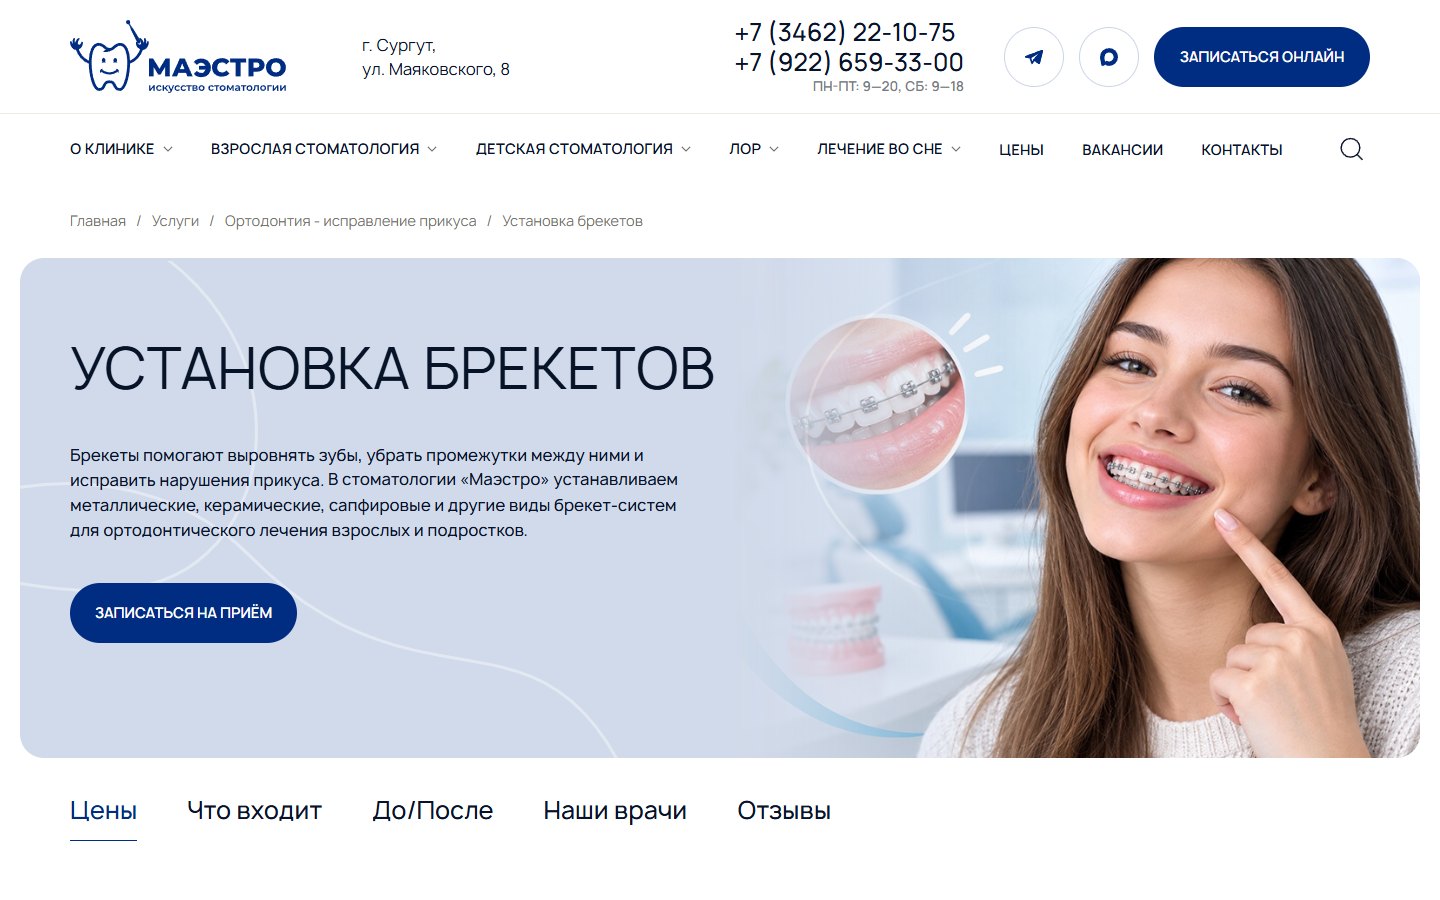 МАЭСТРО
искусство стоматологии
г. Сургут,
ул. Маяковского, 8
+7 (3462) 22-10-75
+7 (922) 659-33-00
ПН-ПТ: 9—20, СБ: 9—18
ЗАПИСАТЬСЯ ОНЛАЙН
О КЛИНИКЕ
ВЗРОСЛАЯ СТОМАТОЛОГИЯ
ДЕТСКАЯ СТОМАТОЛОГИЯ
ЛОР
ЛЕЧЕНИЕ ВО СНЕ
ЦЕНЫ
ВАКАНСИИ
КОНТАКТЫ
Главная / Услуги / Ортодонтия - исправление прикуса / Установка брекетов
УСТАНОВКА БРЕКЕТОВ
Брекеты помогают выровнять зубы, убрать промежутки между ними и
исправить нарушения прикуса. В стоматологии «Маэстро» устанавливаем
металлические, керамические, сапфировые и другие виды брекет-систем
для ортодонтического лечения взрослых и подростков.
ЗАПИСАТЬСЯ НА ПРИЁМ
Цены
Что входит
До/После
Наши врачи
Отзывы